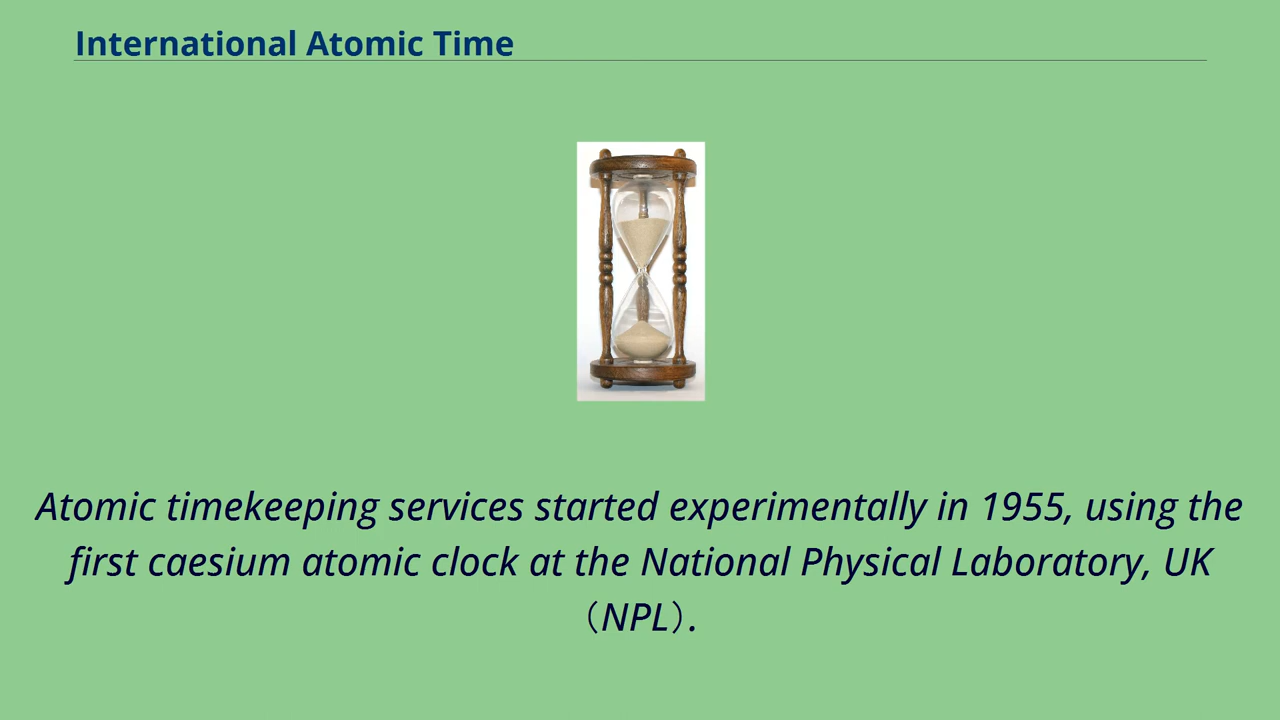 International Atomic Time
Atomic timekeeping services started experimentally in 1955, using the
first caesium atomic clock at the National Physical Laboratory, UK
（NPL）.